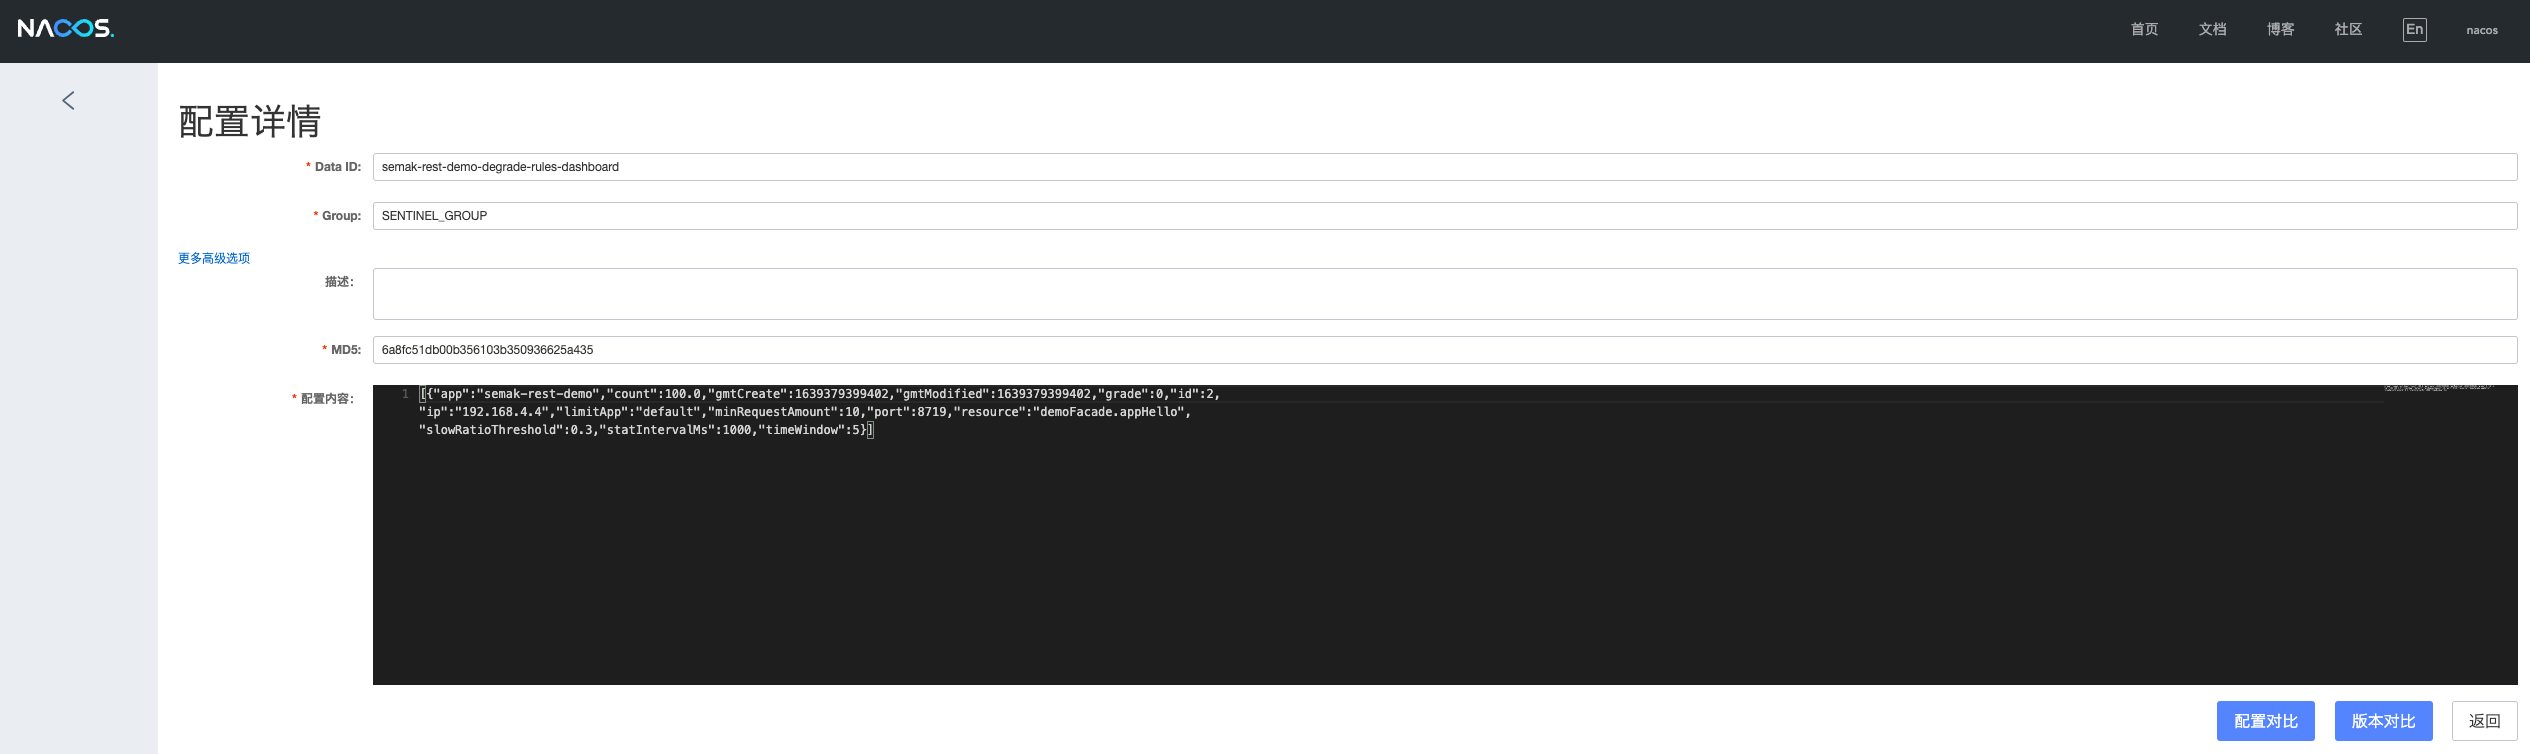 NACOS.
首页 文档 博客 社区 En nacos
配置详情
* Data ID: semak-rest-demo-degrade-rules-dashboard
* Group: SENTINEL_GROUP
更多高级选项
描述:
* MD5: 6a8fc51db00b356103b350936625a435
* 配置内容: 1 [{"app":"semak-rest-demo","count":100.0,"gmtCreate":1639379399402,"gmtModified":1639379399402,"grade":0,"id":2,
"ip":"192.168.4.4","limitApp":"default","minRequestAmount":10,"port":8719,"resource":"demoFacade.appHello",
"slowRatioThreshold":0.3,"statIntervalMs":1000,"timeWindow":5}]
配置对比 版本对比 返回